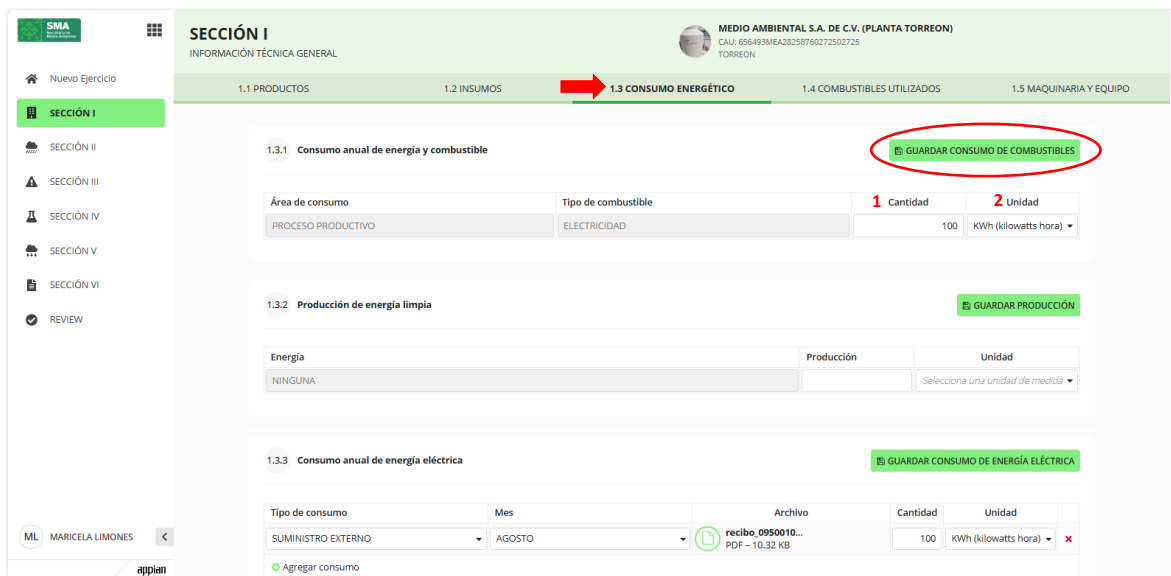 SMA
SECCIÓN I
INFORMACIÓN TÉCNICA GENERAL
MEDIO AMBIENTAL S.A. DE C.V. (PLANTA TORREON)
CAU: 656493MEA28258760272502725
TORREON
Nuevo Ejercicio
SECCIÓN I
SECCIÓN II
SECCIÓN III
SECCIÓN IV
SECCIÓN V
SECCIÓN VI
REVIEW
1.1 PRODUCTOS
1.2 INSUMOS
1.3 CONSUMO ENERGÉTICO
1.4 COMBUSTIBLES UTILIZADOS
1.5 MAQUINARIA Y EQUIPO
1.3.1 Consumo anual de energía y combustible
GUARDAR CONSUMO DE COMBUSTIBLES
Área de consumo Tipo de combustible 1 Cantidad 2 Unidad
PROCESO PRODUCTIVO ELECTRICIDAD 100 KWh (kilowatts hora)
1.3.2 Producción de energía limpia
GUARDAR PRODUCCIÓN
Energía Producción Unidad
NINGUNA Selecciona una unidad de medida
1.3.3 Consumo anual de energía eléctrica
GUARDAR CONSUMO DE ENERGÍA ELÉCTRICA
Tipo de consumo Mes Archivo Cantidad Unidad
SUMINISTRO EXTERNO AGOSTO recibo_0950010... 100 KWh (kilowatts hora)
PDF – 10.32 KB
Agregar consumo
ML MARICELA LIMONES
appian